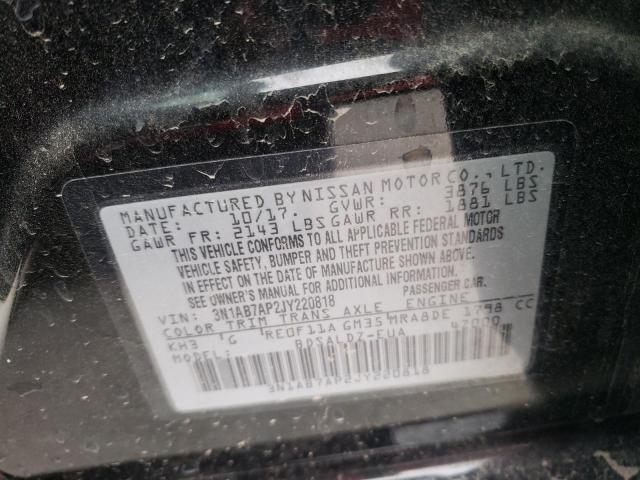 MANUFACTURED BY NISSAN MOTOR CO., LTD.
DATE: 10/17. GVWR: 3876 LBS
GAWR FR: 2143 LBS GAWR RR: 1881 LBS
THIS VEHICLE CONFORMS TO ALL APPLICABLE FEDERAL MOTOR
VEHICLE SAFETY, BUMPER AND THEFT PREVENTION STANDARDS
IN EFFECT ON THE DATE OF MANUFACTURE SHOWN ABOVE.
SEE OWNER'S MANUAL FOR ADDITIONAL INFORMATION.
VIN: 3N1AB7AP2JY220818 PASSENGER CAR.
COLOR TRIM TRANS AXLE ENGINE
KH3 G RE0F11A GM35 MRA8DE 1798 CC
MODEL: BDSALDZ-EUA 47000
3N1AB7AP2JY220818